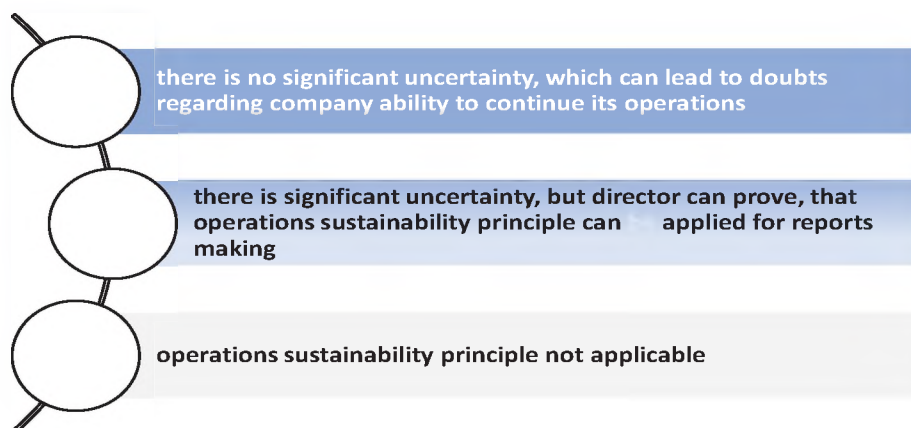 there is no significant uncertainty, which can lead to doubts
regarding company ability to continue its operations
there is significant uncertainty, but director can prove, that
operations sustainability principle can applied for reports
making
operations sustainability principle not applicable